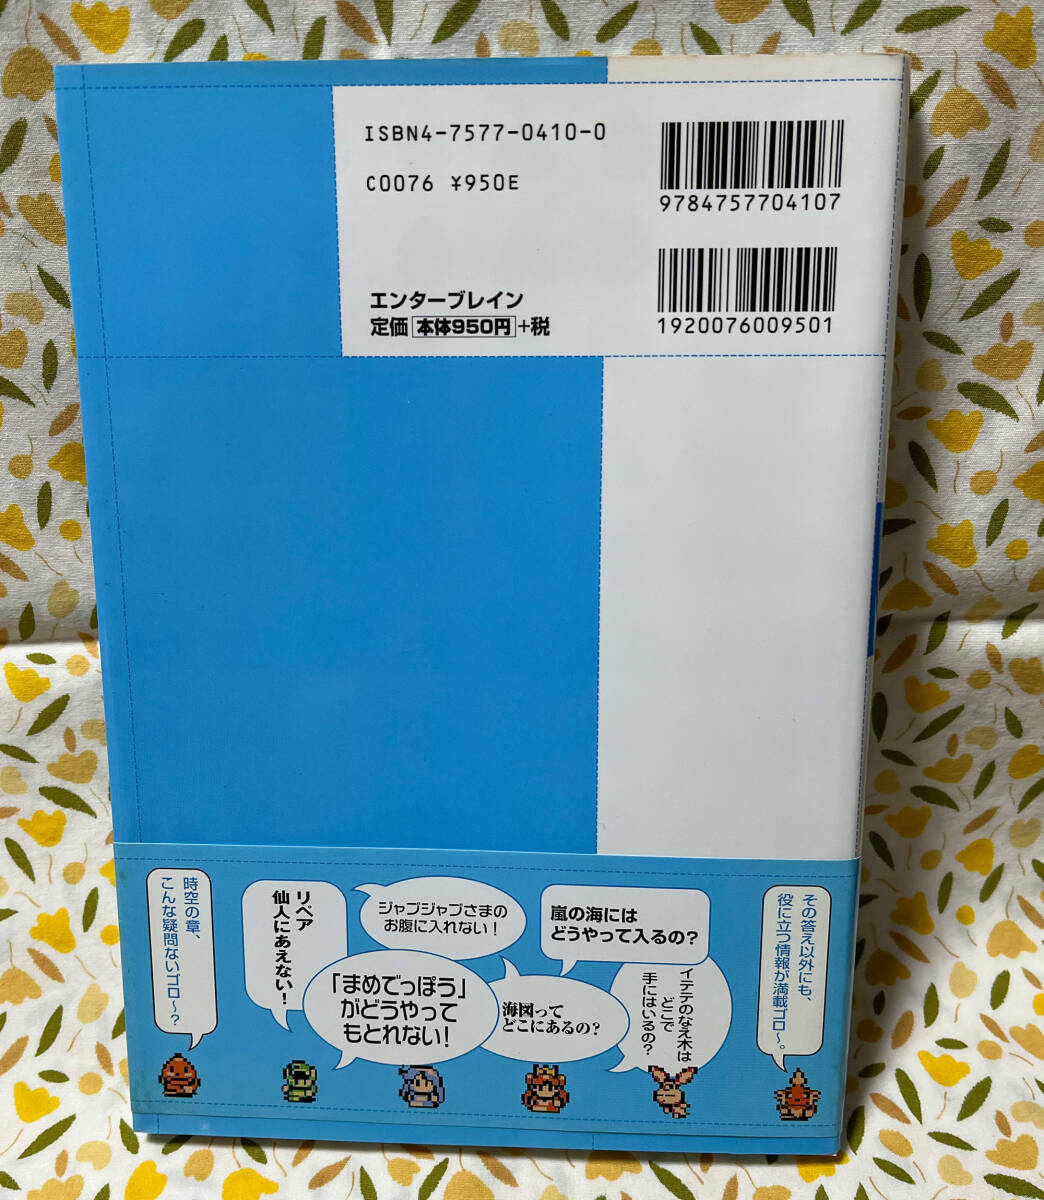 ISBN4-7577-0410-0
C0076 ¥950E
9784757704107
エンターブレイン
定価 本体950円 +税
1920076009501
時空の章、
こんな疑問ないゴロ〜？
リペア
仙人にあえない！
ジャブジャブさまの
お腹に入れない！
嵐の海には
どうやって入るの？
その答え以外にも、
役に立つ情報が満載ゴロ〜。
「まめでっぽう」
がどうやって
もとれない！
海図って
どこにあるの？
イテテのなえ木は
どこで
手にはいるの？